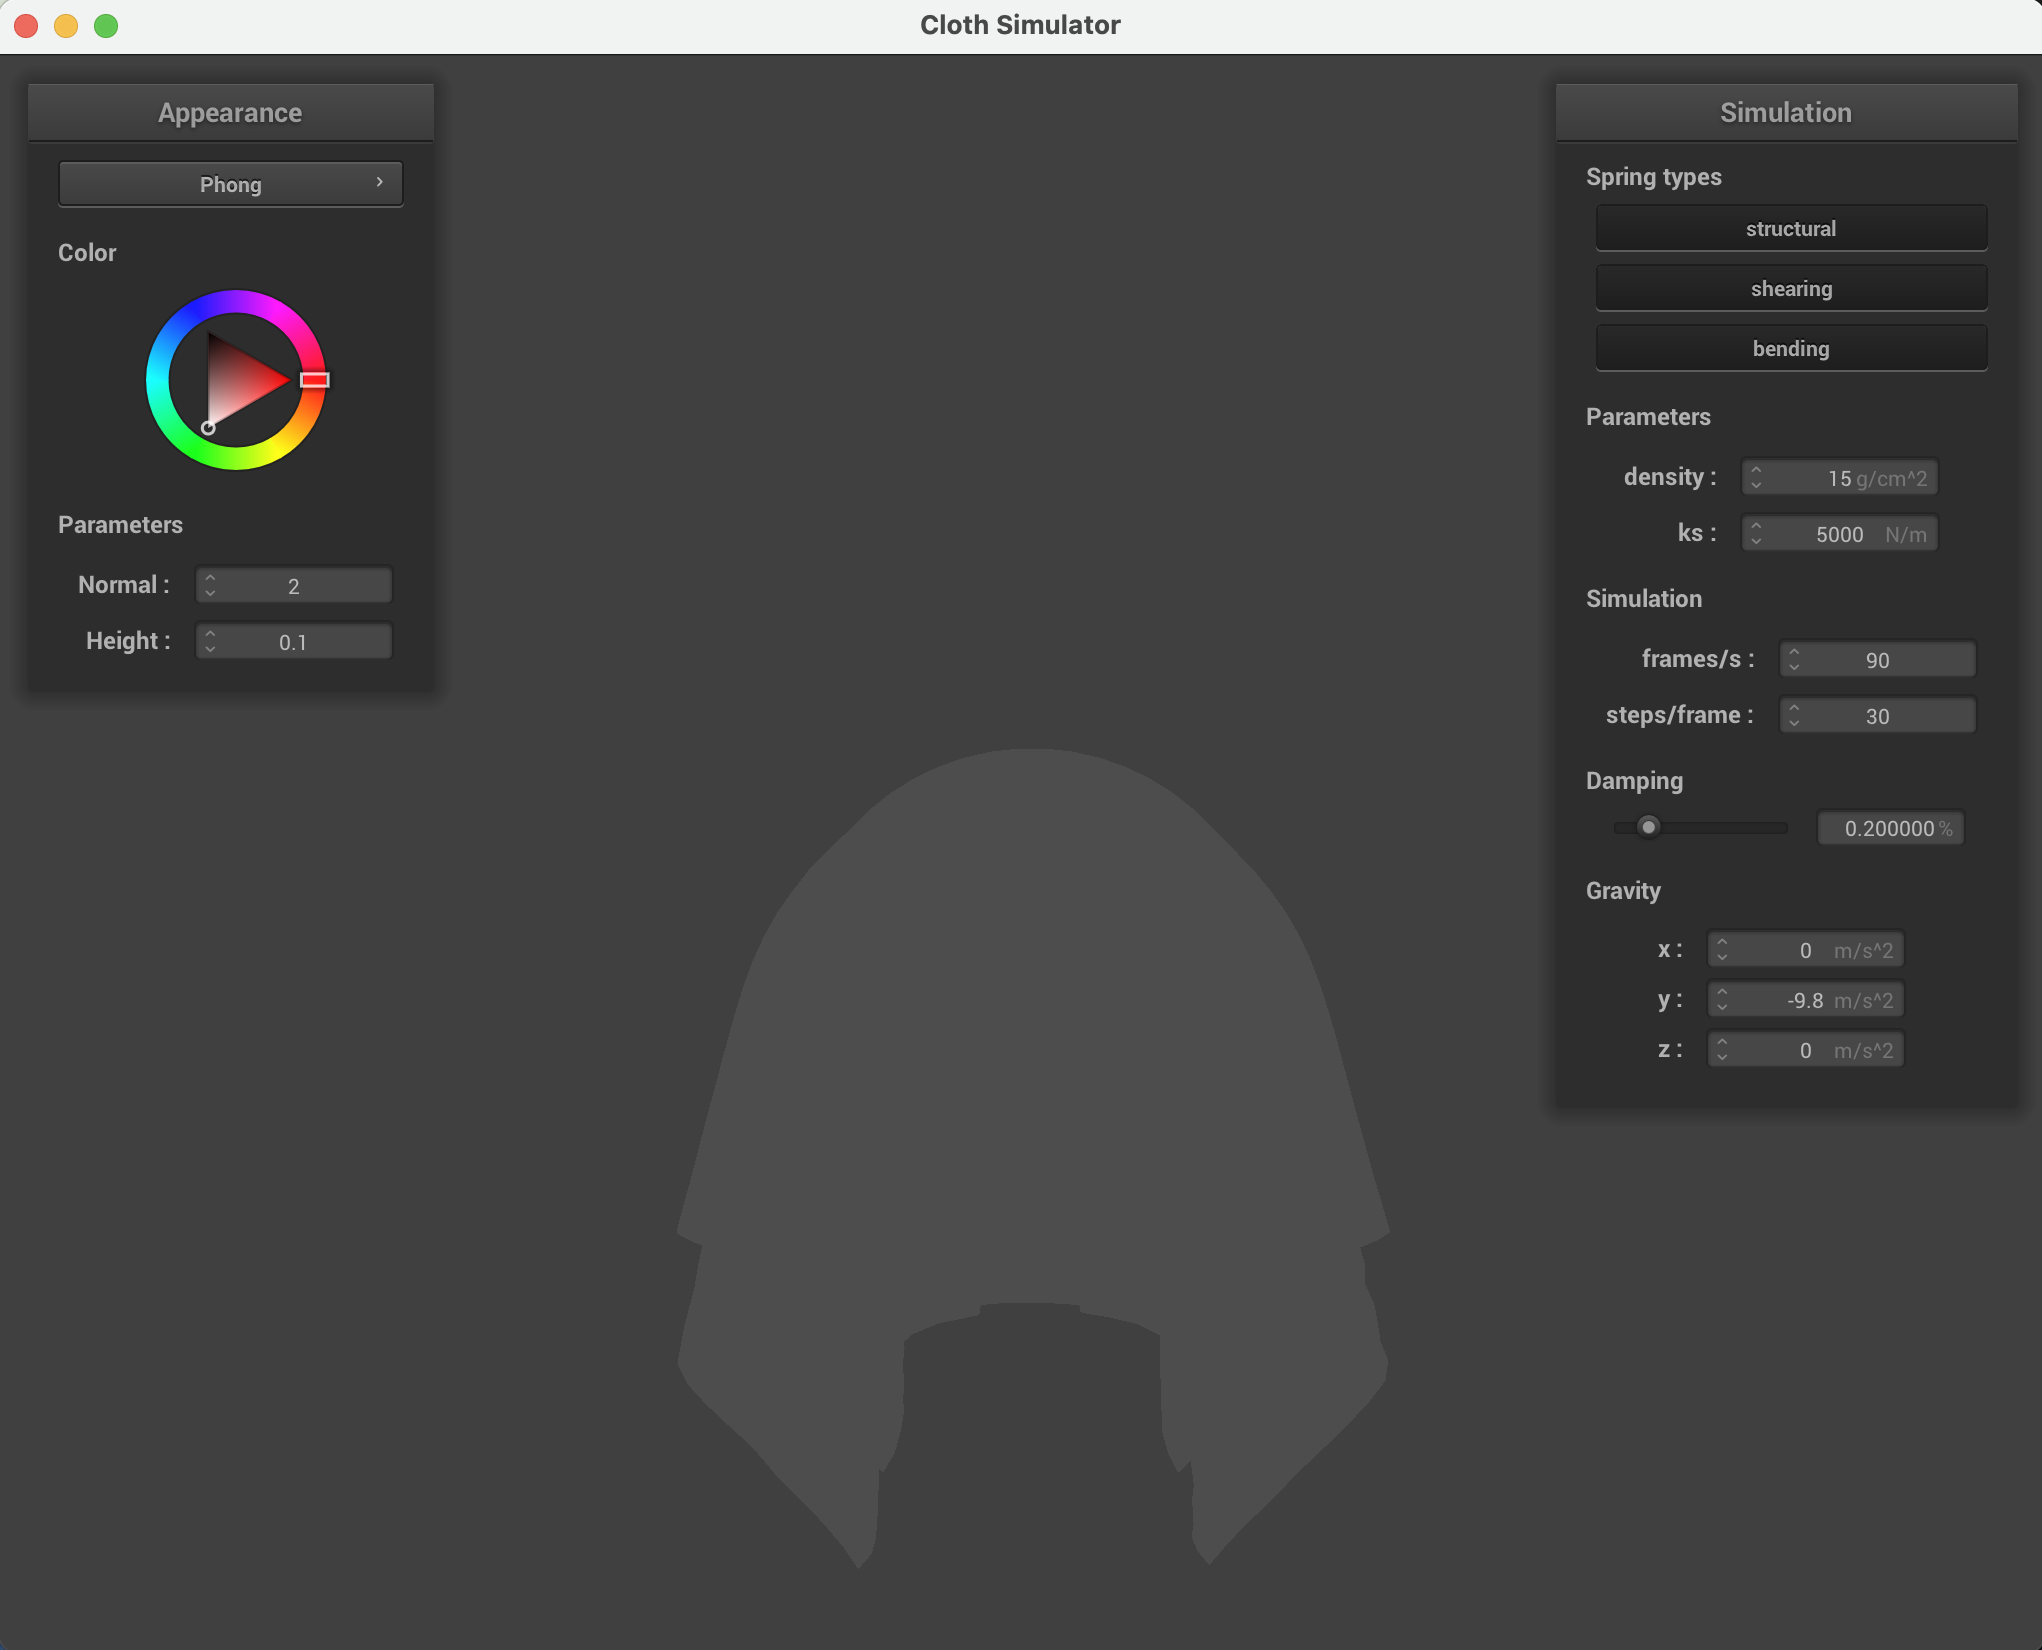 Cloth Simulator
Appearance
Phong ›
Color
Parameters
Normal : 2
Height : 0.1
Simulation
Spring types
structural
shearing
bending
Parameters
density : 15 g/cm^2
ks : 5000 N/m
Simulation
frames/s : 90
steps/frame : 30
Damping
0.200000 %
Gravity
x : 0 m/s^2
y : -9.8 m/s^2
z : 0 m/s^2